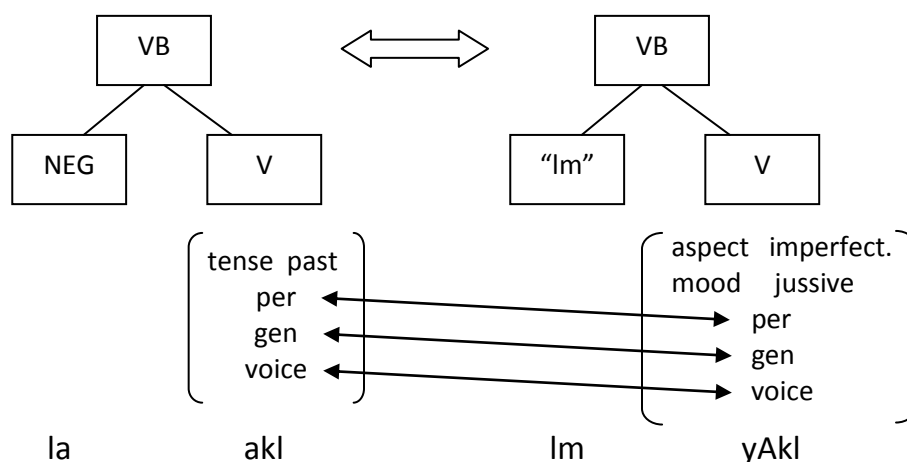 VB VB
NEG V "lm" V
tense past aspect imperfect.
per mood jussive
gen per
voice gen
voice
la akl lm yAkl